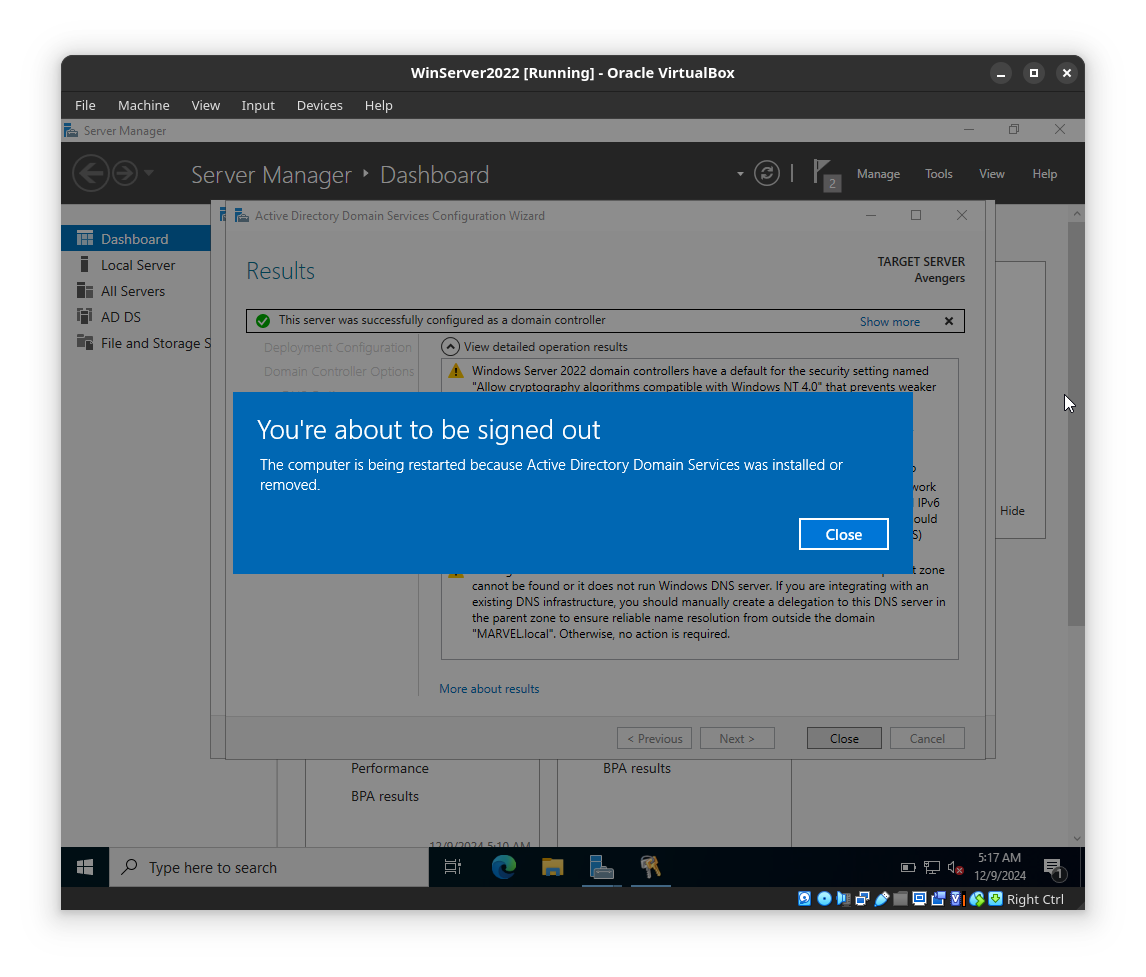 WinServer2022 [Running] - Oracle VirtualBox
File Machine View Input Devices Help
Server Manager
Server Manager Dashboard
2
Manage Tools View Help
Active Directory Domain Services Configuration Wizard
Dashboard
Local Server
All Servers
AD DS
File and Storage S
Results
TARGET SERVER
Avengers
This server was successfully configured as a domain controller
Show more
Deployment Configuration
Domain Controller Options
View detailed operation results
Windows Server 2022 domain controllers have a default for the security setting named
"Allow cryptography algorithms compatible with Windows NT 4.0" that prevents weaker
You're about to be signed out
The computer is being restarted because Active Directory Domain Services was installed or
removed.
Close
IPv6
Hide
zone
cannot be found or it does not run Windows DNS server. If you are integrating with an
existing DNS infrastructure, you should manually create a delegation to this DNS server in
the parent zone to ensure reliable name resolution from outside the domain
"MARVEL.local". Otherwise, no action is required.
More about results
< Previous Next > Close Cancel
Performance
BPA results
BPA results
12/9/2024 5:10 AM
Type here to search
5:17 AM
12/9/2024
1
Right Ctrl